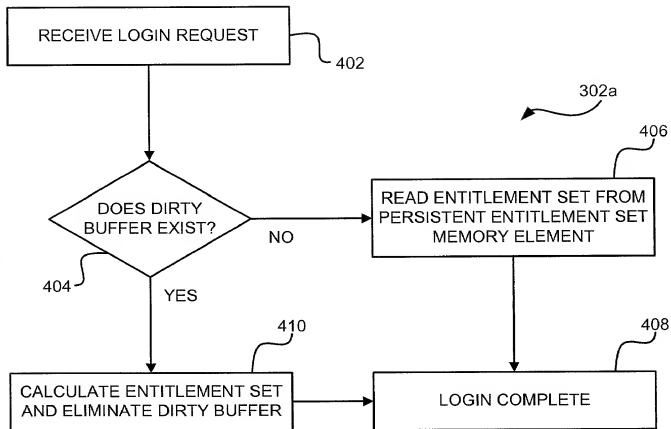 RECEIVE LOGIN REQUEST
402
302a
406
DOES DIRTY
BUFFER EXIST?
NO
READ ENTITLEMENT SET FROM
PERSISTENT ENTITLEMENT SET
MEMORY ELEMENT
404
YES
410
408
CALCULATE ENTITLEMENT SET
AND ELIMINATE DIRTY BUFFER
LOGIN COMPLETE